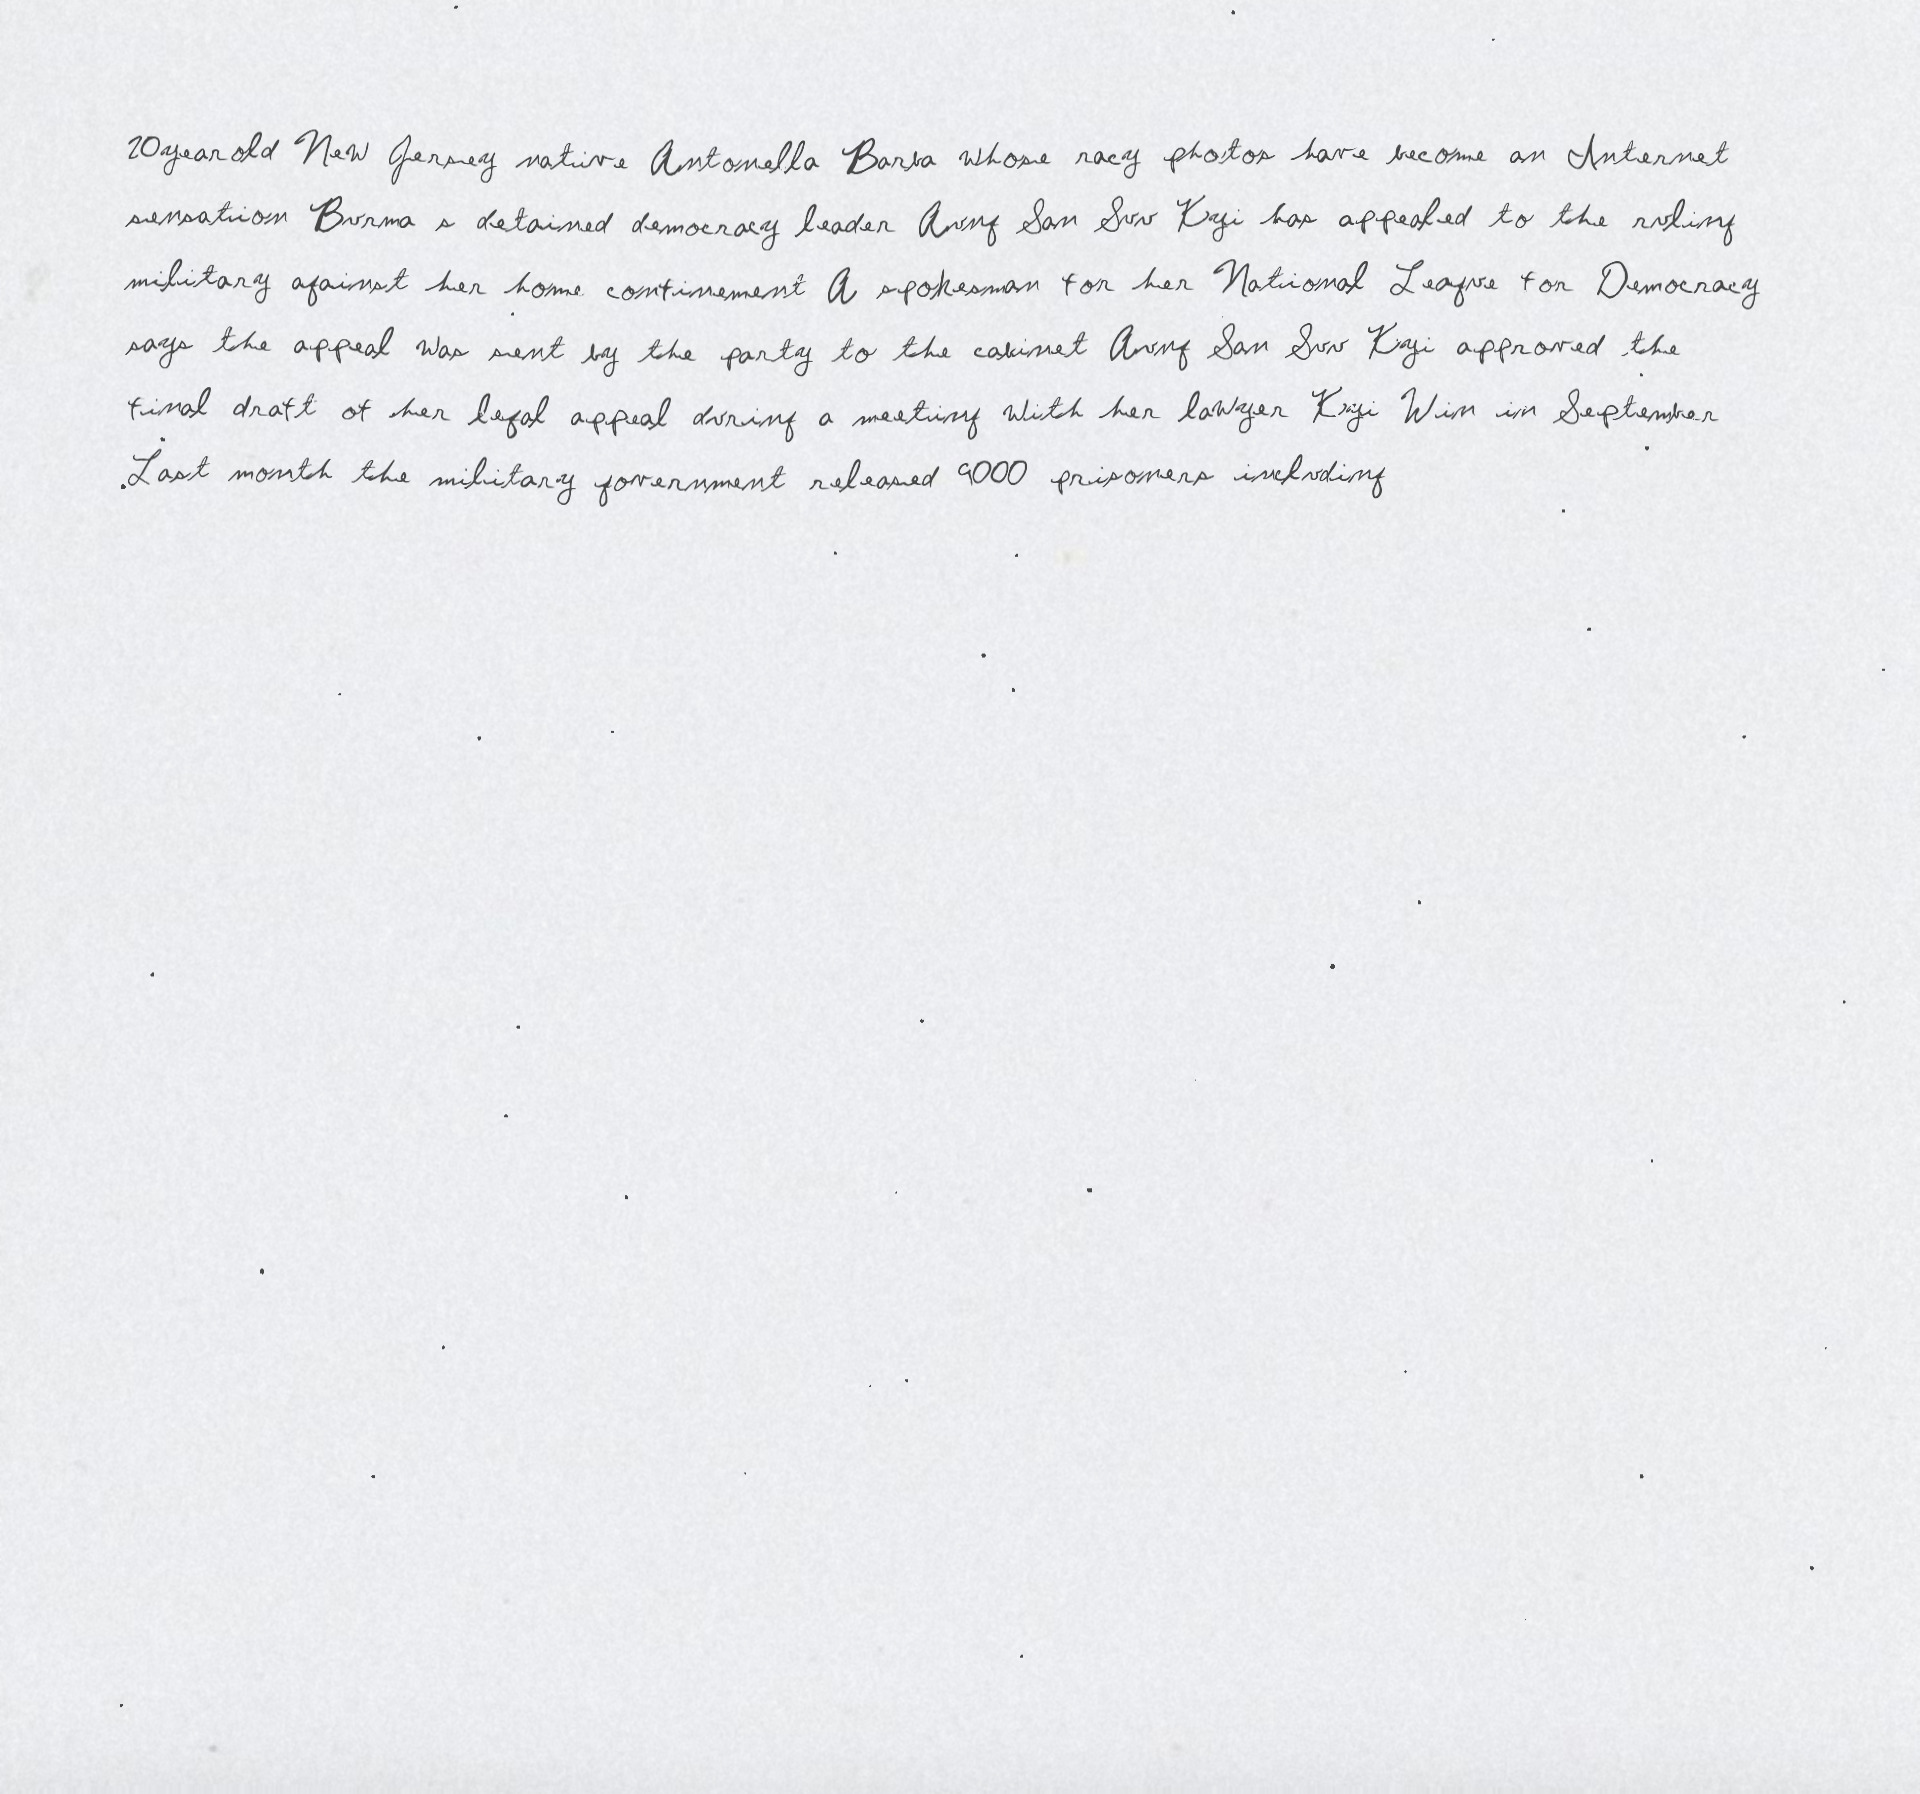 20yearold New Jersey native Antonella Barba whose racy photos have become an Internet
sensation Burma s detained democracy leader Aung San Suu Kyi has appealed to the ruling
military against her home confinement A spokesman for her National League for Democracy
says the appeal was sent by the party to the cabinet Aung San Suu Kyi approved the
final draft of her legal appeal during a meeting with her lawyer Kyi Win in September
Last month the military government released 9000 prisoners including